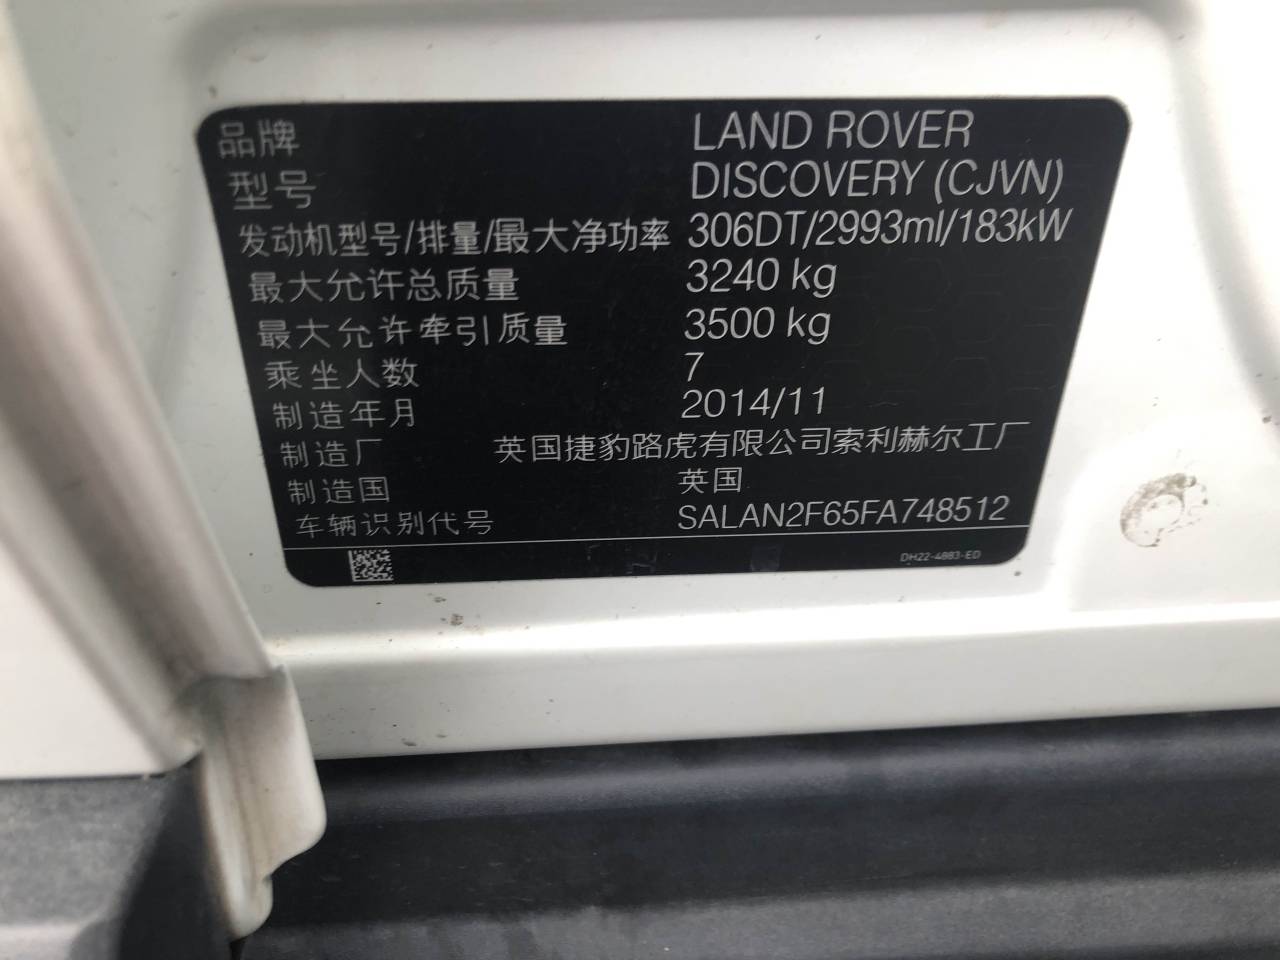 品牌 LAND ROVER
型号 DISCOVERY (CJVN)
发动机型号/排量/最大净功率 306DT/2993ml/183kW
最大允许总质量 3240 kg
最大允许牵引质量 3500 kg
乘坐人数 7
制造年月 2014/11
制造厂 英国捷豹路虎有限公司索利赫尔工厂
制造国 英国
车辆识别代号 SALAN2F65FA748512
DH22-4883-ED